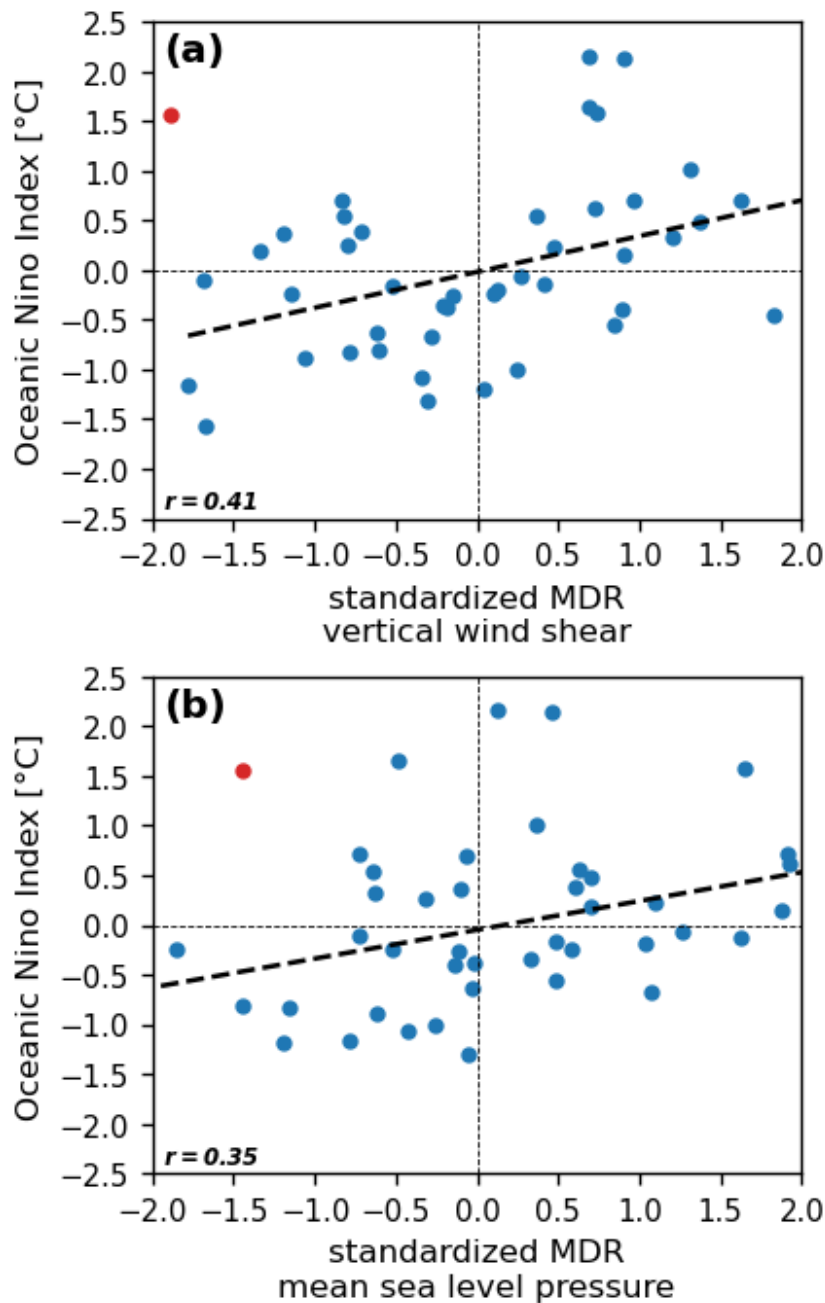 (a)
Oceanic Nino Index [°C]
2.5
2.0
1.5
1.0
0.5
0.0
−0.5
−1.0
−1.5
−2.0
−2.5
r = 0.41
−2.0 −1.5 −1.0 −0.5 0.0 0.5 1.0 1.5 2.0
standardized MDR
vertical wind shear
(b)
Oceanic Nino Index [°C]
2.5
2.0
1.5
1.0
0.5
0.0
−0.5
−1.0
−1.5
−2.0
−2.5
r = 0.35
−2.0 −1.5 −1.0 −0.5 0.0 0.5 1.0 1.5 2.0
standardized MDR
mean sea level pressure